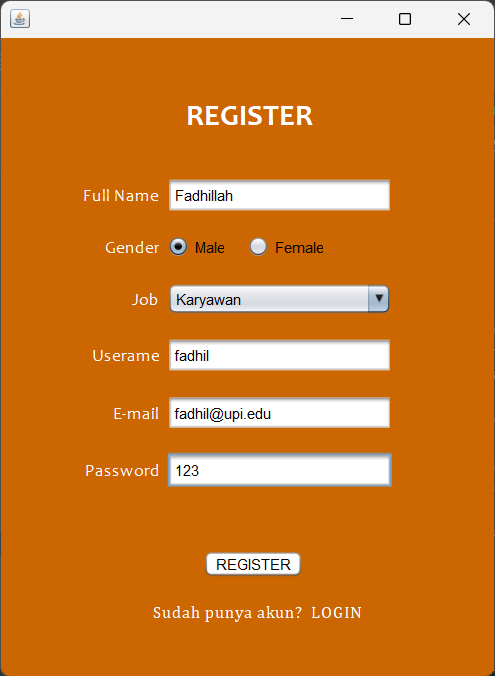 REGISTER
Full Name Fadhillah
Gender Male Female
Job Karyawan
Userame fadhil
E-mail fadhil@upi.edu
Password 123
REGISTER
Sudah punya akun? LOGIN